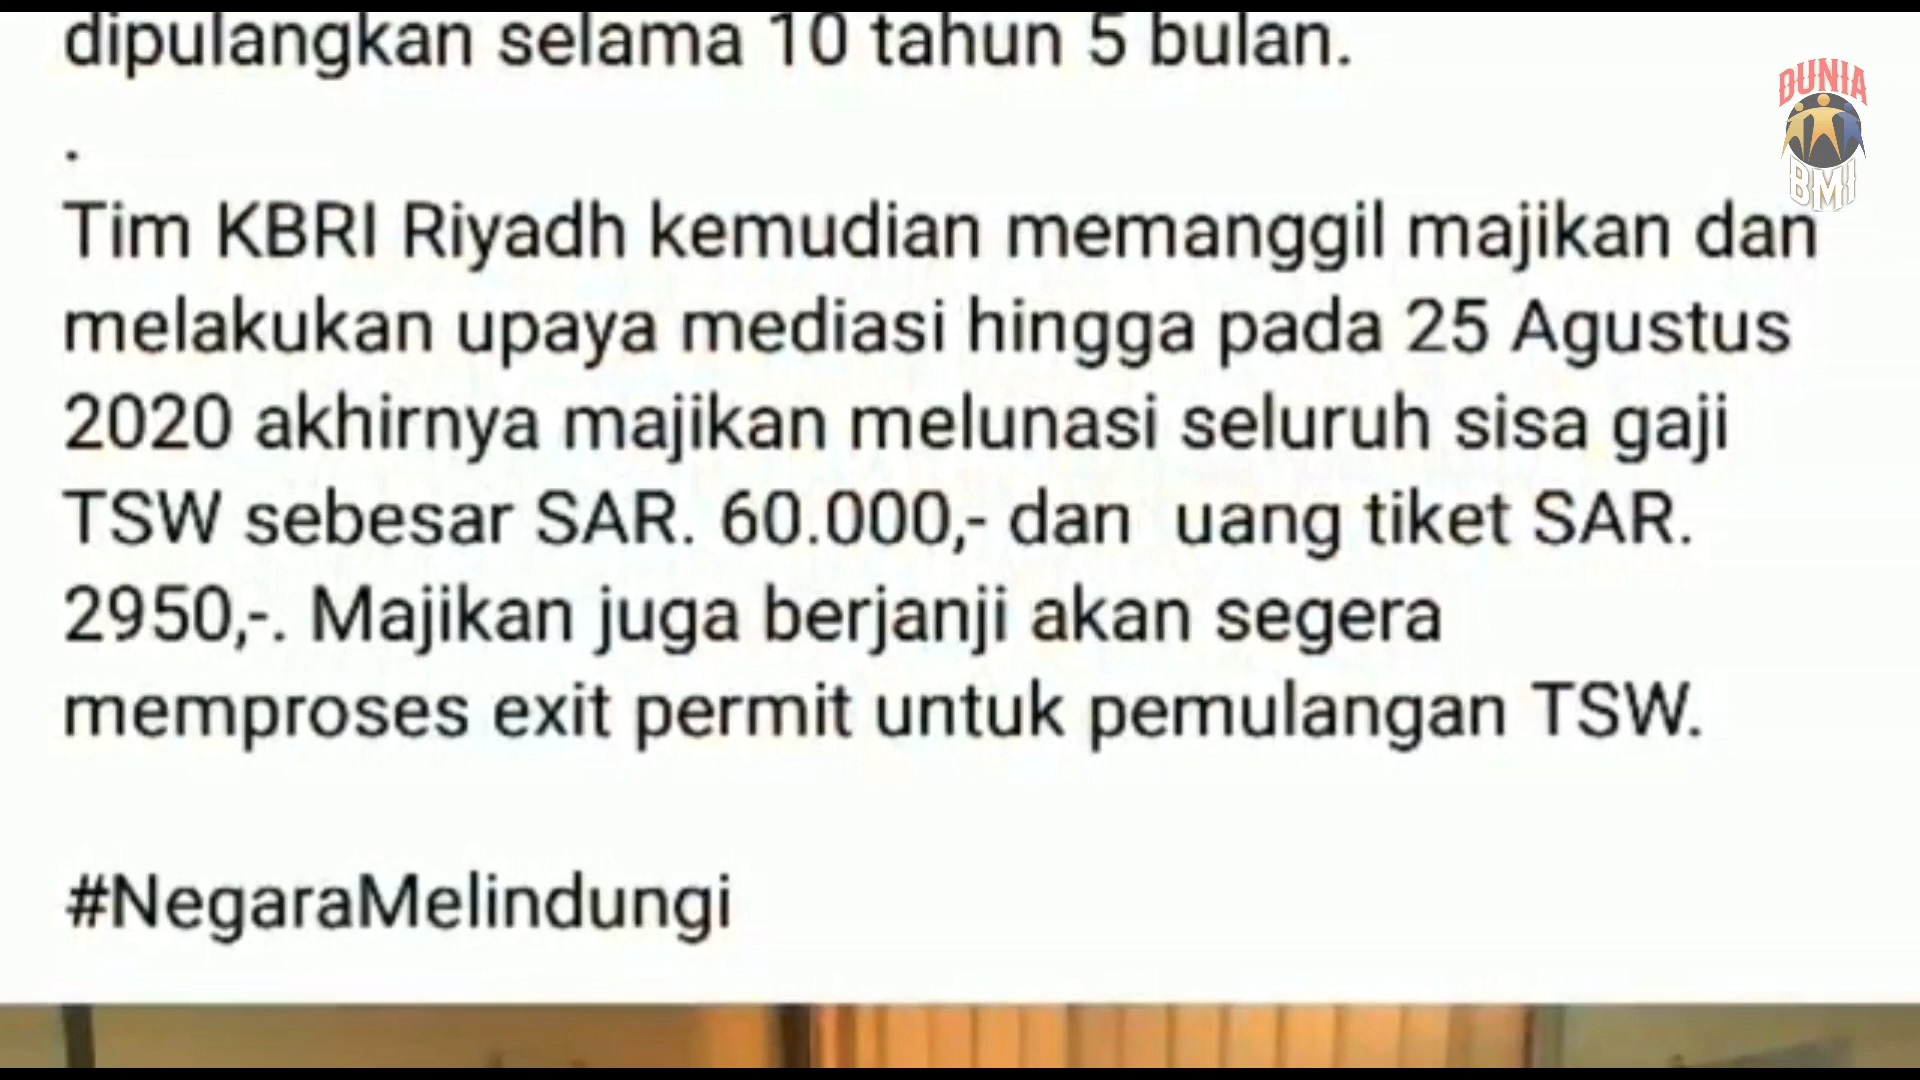 dipulangkan selama 10 tahun 5 bulan.
.
DUNIA
BMI
Tim KBRI Riyadh kemudian memanggil majikan dan
melakukan upaya mediasi hingga pada 25 Agustus
2020 akhirnya majikan melunasi seluruh sisa gaji
TSW sebesar SAR. 60.000,- dan  uang tiket SAR.
2950,-. Majikan juga berjanji akan segera
memproses exit permit untuk pemulangan TSW.
#NegaraMelindungi